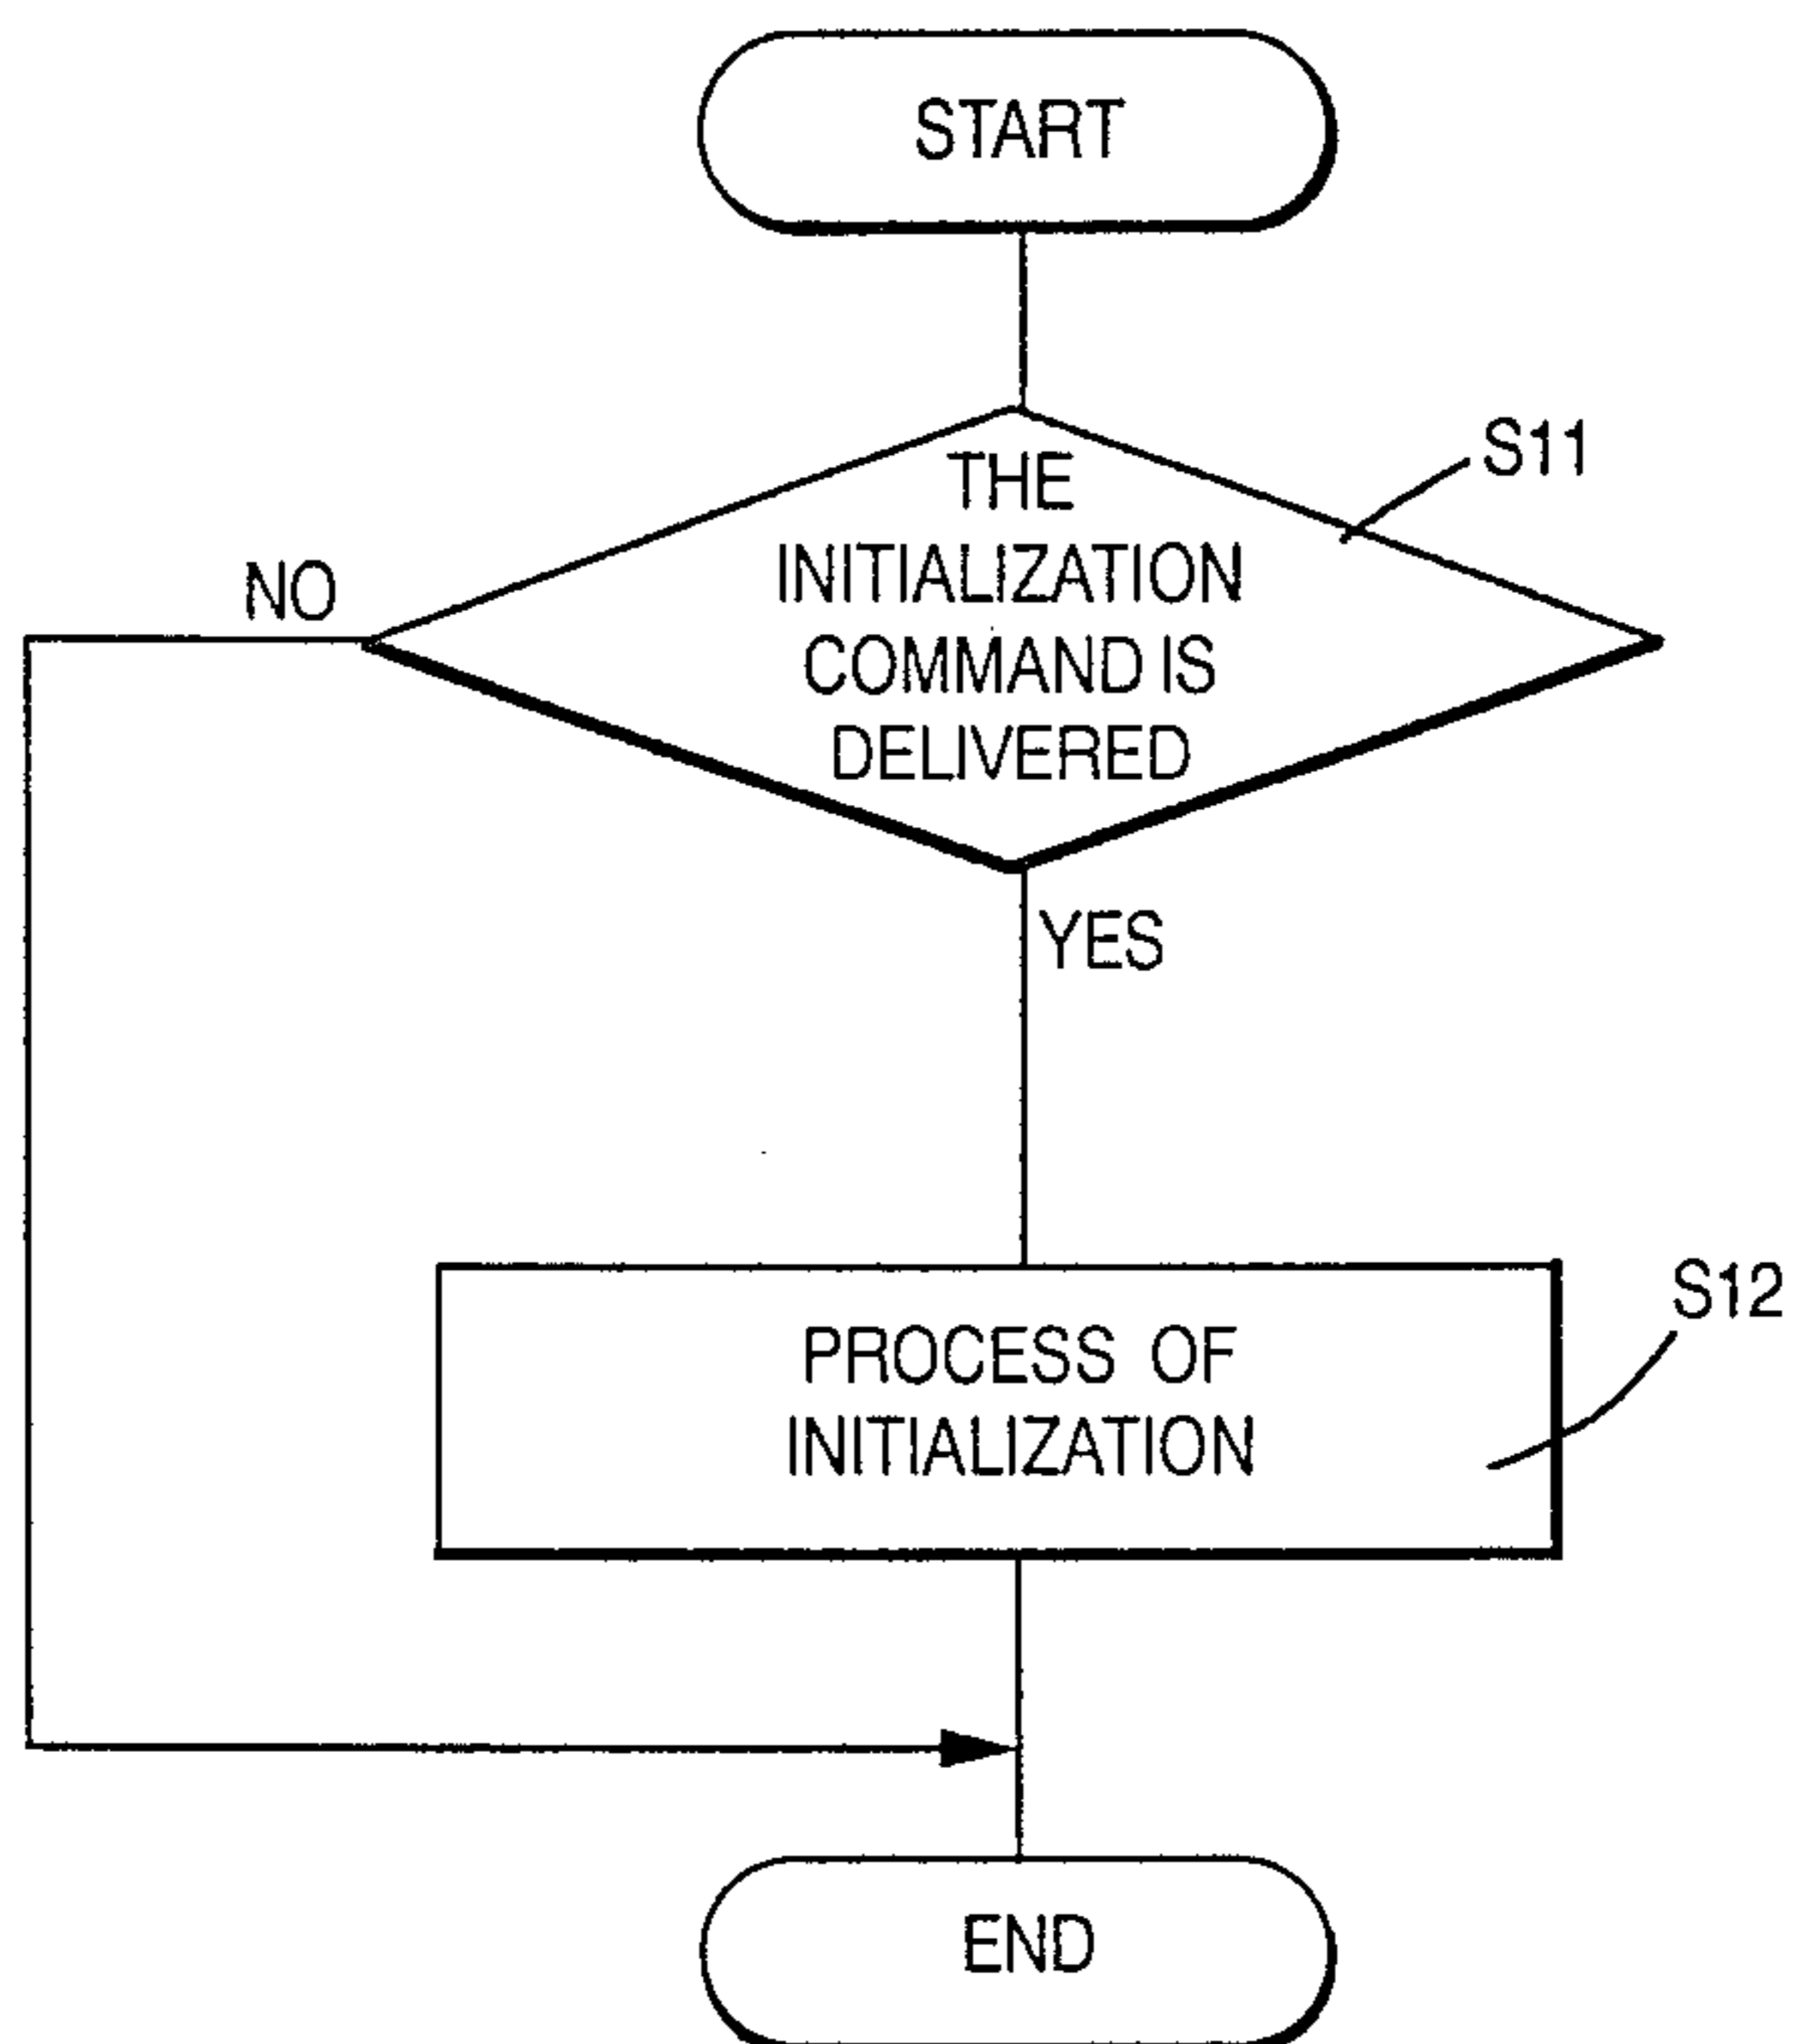 START
S11
THE
INITIALIZATION
COMMAND IS
DELIVERED
NO
YES
S12
PROCESS OF
INITIALIZATION
END